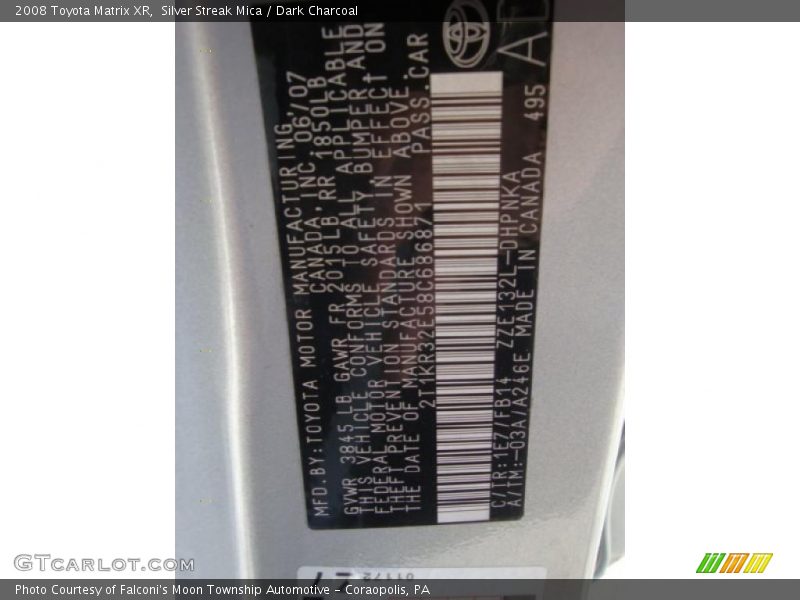 2008 Toyota Matrix XR,  Silver Streak Mica / Dark Charcoal
MFD.BY:TOYOTA MOTOR MANUFACTURING
CANADA, INC. 06/07
GVWR 3845LB GAWR FR 2015LB RR 1850LB
THIS VEHICLE CONFORMS TO ALL APPLICABLE
FEDERAL MOTOR VEHICLE SAFETY BUMPER AND
THEFT PREVENTION STANDARDS IN EFFECT ON
THE DATE OF MANUFACTURE SHOWN ABOVE.
2T1KR32E58C686871 PASS.CAR
C/TR:1E7/FB14 ZZE132L-DHPNKA
A/TM:-03A/A246E MADE IN CANADA 495
01172
GTcarlot.com
Photo Courtesy of Falconi's Moon Township Automotive - Coraopolis, PA